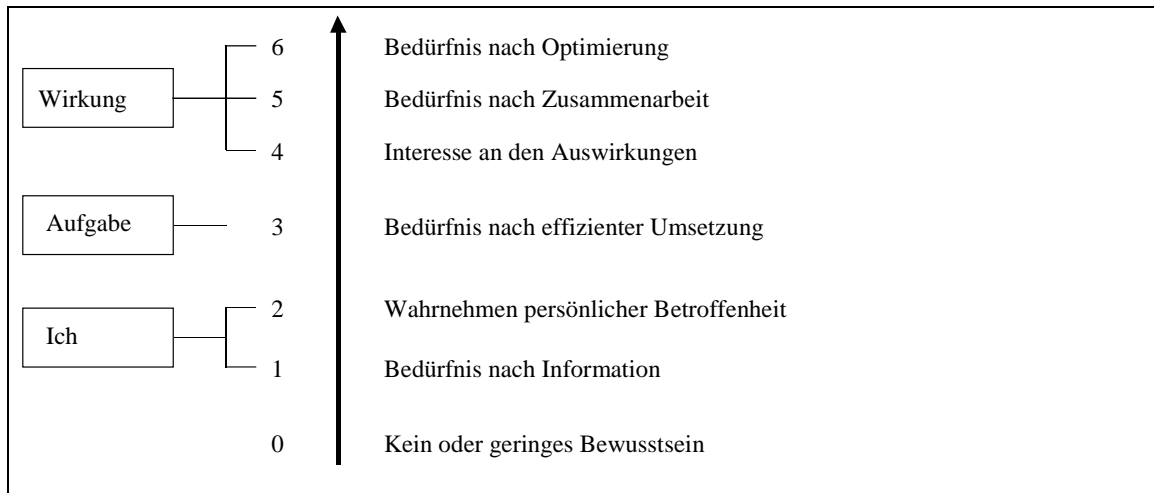 6 Bedürfnis nach Optimierung
Wirkung 5 Bedürfnis nach Zusammenarbeit
4 Interesse an den Auswirkungen
Aufgabe 3 Bedürfnis nach effizienter Umsetzung
2 Wahrnehmen persönlicher Betroffenheit
Ich
1 Bedürfnis nach Information
0 Kein oder geringes Bewusstsein